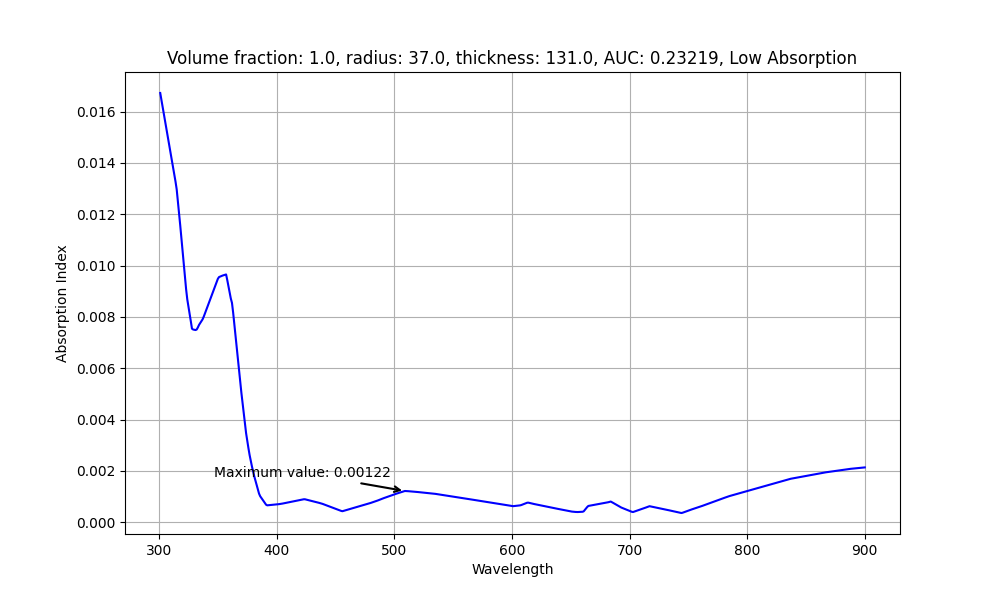 Volume fraction: 1.0, radius: 37.0, thickness: 131.0, AUC: 0.23219, Low Absorption
Absorption Index
0.016
0.014
0.012
0.010
0.008
0.006
0.004
0.002
0.000
Maximum value: 0.00122
300 400 500 600 700 800 900
Wavelength